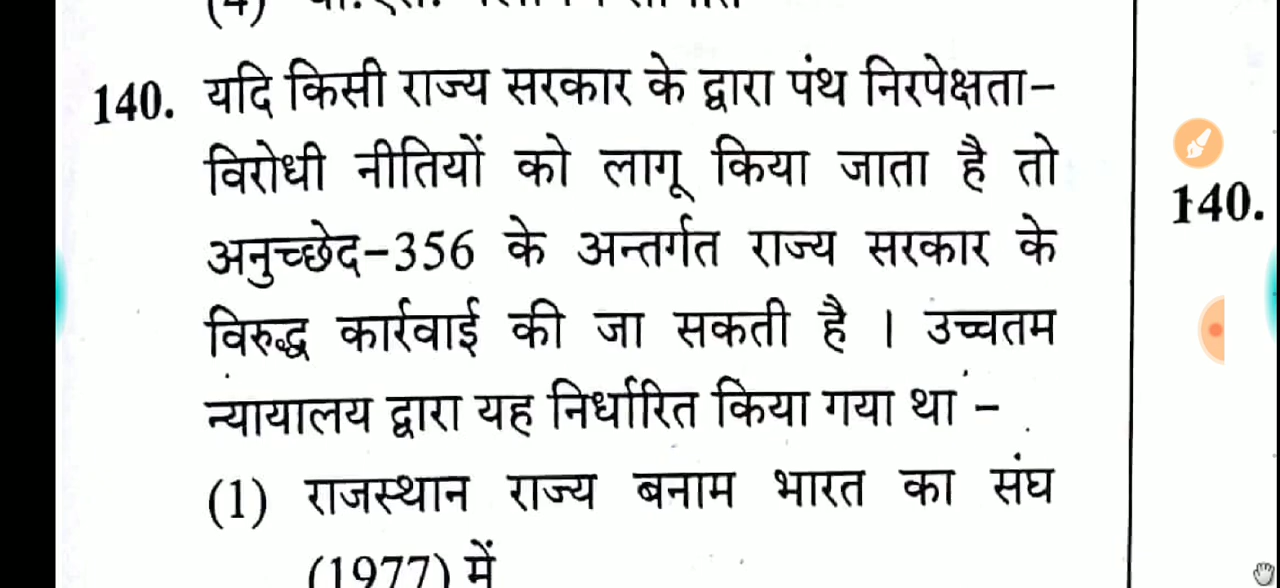 140. यदि किसी राज्य सरकार के द्वारा पंथ निरपेक्षता-
विरोधी नीतियों को लागू किया जाता है तो
अनुच्छेद-356 के अन्तर्गत राज्य सरकार के
विरुद्ध कार्रवाई की जा सकती है । उच्चतम
न्यायालय द्वारा यह निर्धारित किया गया था -
(1) राजस्थान राज्य बनाम भारत का संघ
(1977) में
140.